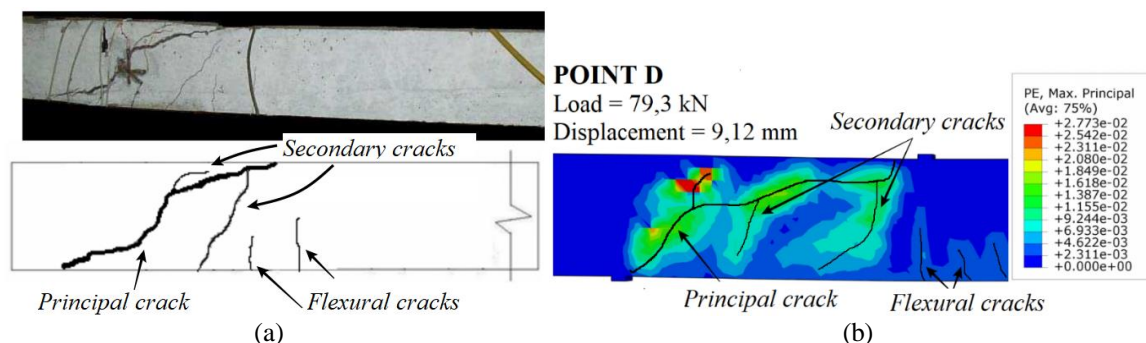 Secondary cracks
Principal crack
Flexural cracks
(a)
POINT D
Load = 79,3 kN
Displacement = 9,12 mm
Secondary cracks
Principal crack
Flexural cracks
PE, Max. Principal
(Avg: 75%)
+2.773e-02
+2.311e-02
+2.080e-02
+1.849e-02
+1.618e-02
+1.387e-02
+1.155e-02
+9.244e-03
+6.933e-03
+4.622e-03
+2.311e-03
+0.000e+00
(b)